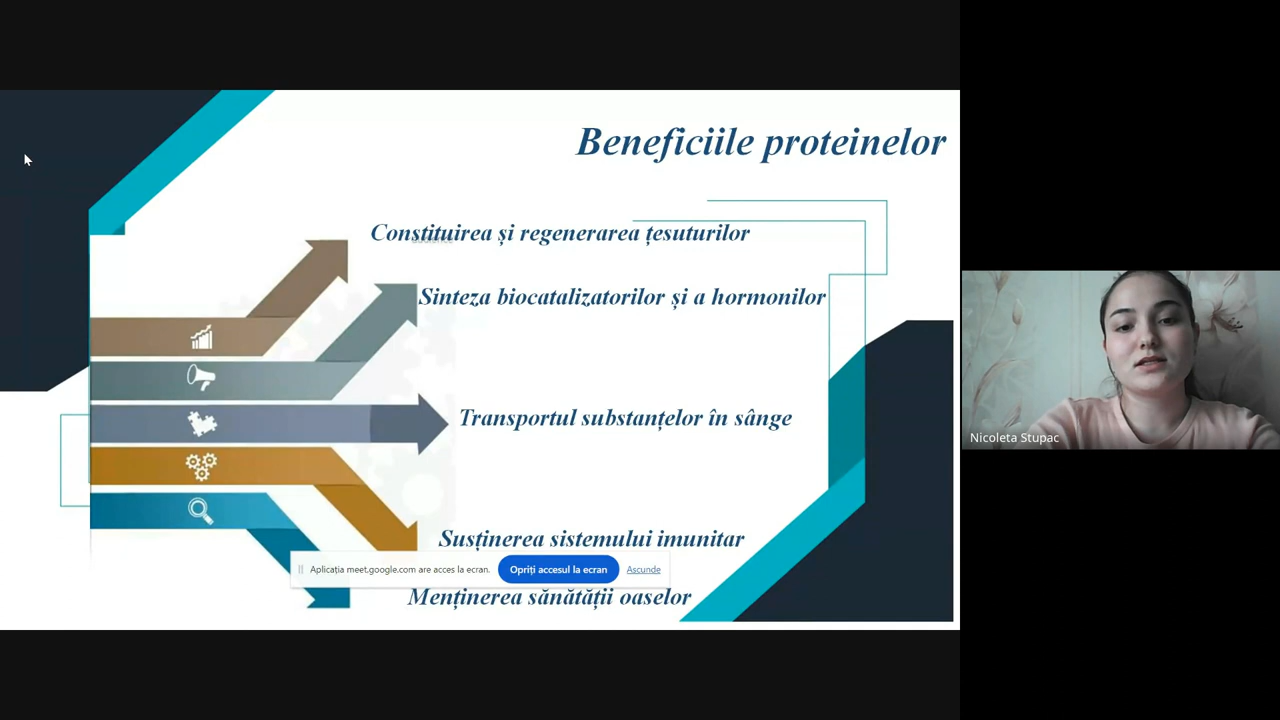 Beneficiile proteinelor
Constituirea și regenerarea țesuturilor
Sinteza biocatalizatorilor și a hormonilor
Transportul substanțelor în sânge
Susținerea sistemului imunitar
Aplicația meet.google.com are acces la ecran. Opriți accesul la ecran Ascunde
Menținerea sănătății oaselor
Nicoleta Stupac